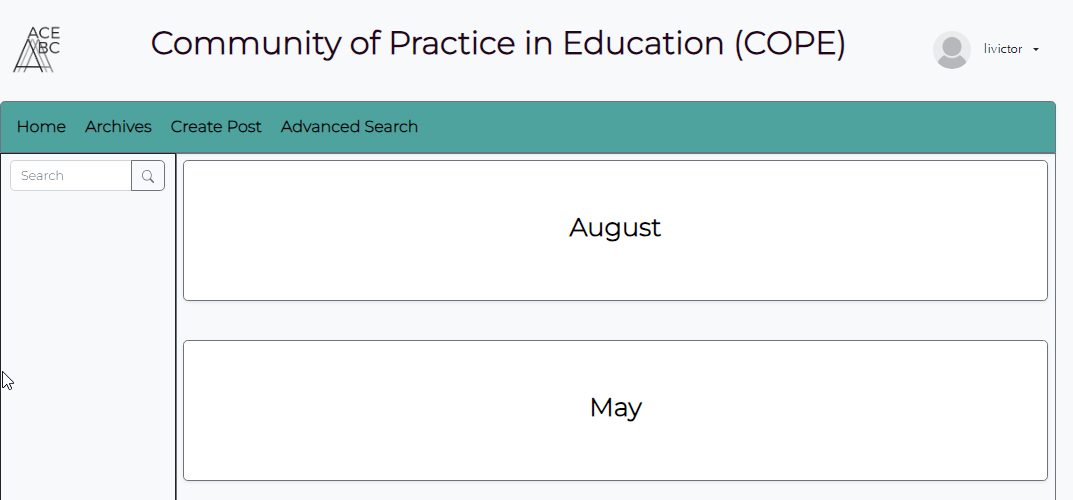 ACE
BC
Community of Practice in Education (COPE)
livictor
Home Archives Create Post Advanced Search
Search
August
May